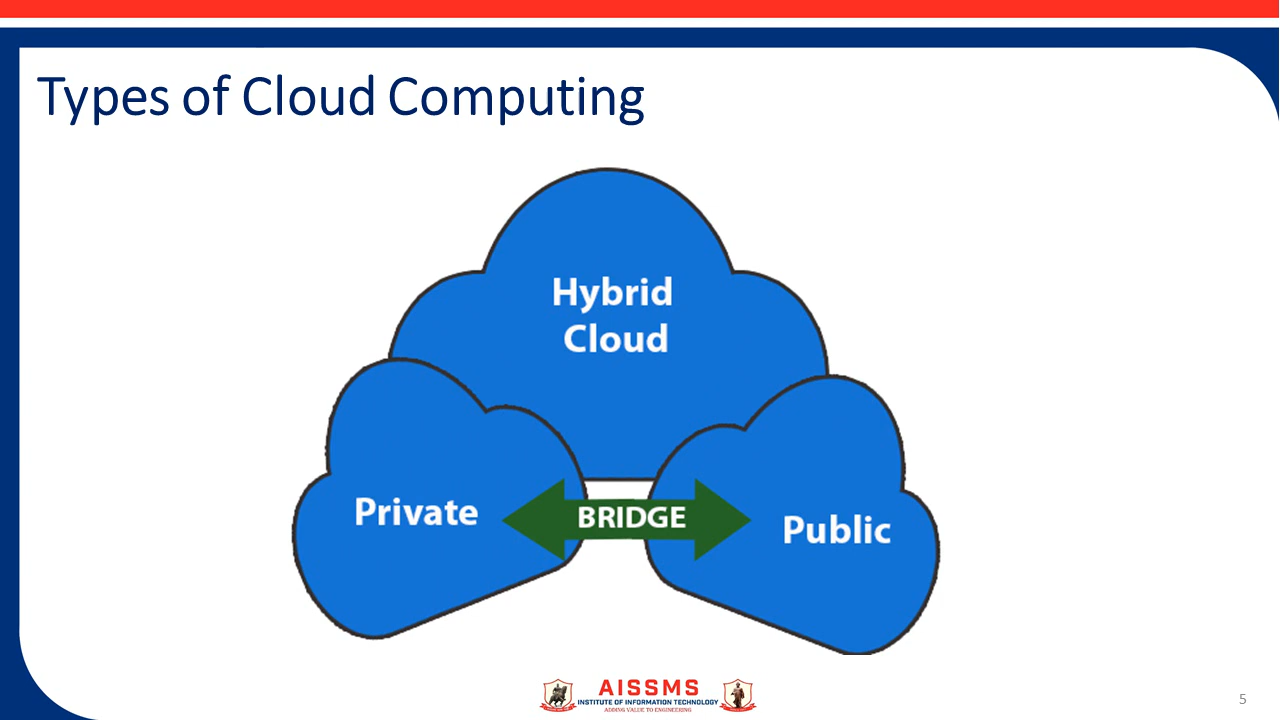 Types of Cloud Computing
Hybrid
Cloud
Private
BRIDGE
Public
AISSMS
INSTITUTE OF INFORMATION TECHNOLOGY
ADDING VALUE TO ENGINEERING
5